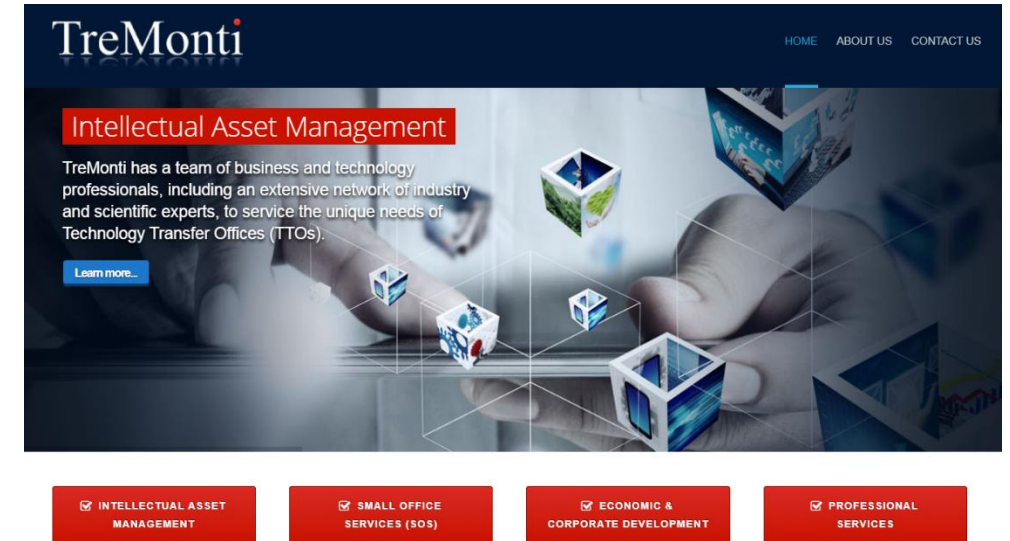 TreMonti
HOME ABOUT US CONTACT US
Intellectual Asset Management
TreMonti has a team of business and technology
professionals, including an extensive network of industry
and scientific experts, to service the unique needs of
Technology Transfer Offices (TTOs).
Learn more...
INTELLECTUAL ASSET
MANAGEMENT
SMALL OFFICE
SERVICES (SOS)
ECONOMIC &
CORPORATE DEVELOPMENT
PROFESSIONAL
SERVICES